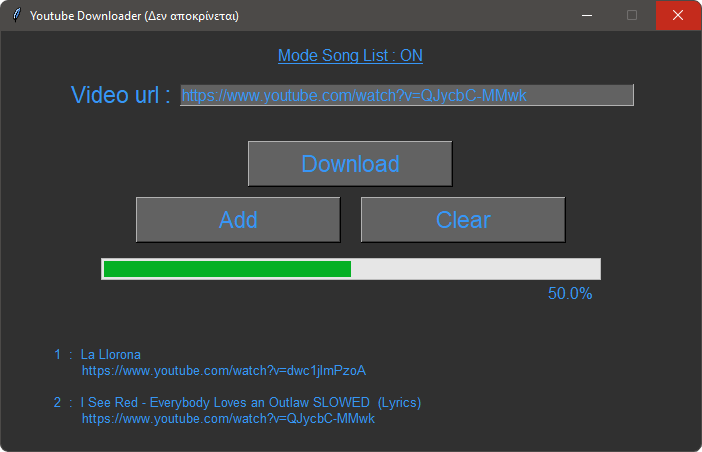 Youtube Downloader (Δεν αποκρίνεται)
Mode Song List : ON
Video url : https://www.youtube.com/watch?v=QJycbC-MMwk
Download
Add Clear
50.0%
1 : La Llorona
https://www.youtube.com/watch?v=dwc1jlmPzoA
2 : I See Red - Everybody Loves an Outlaw SLOWED (Lyrics)
https://www.youtube.com/watch?v=QJycbC-MMwk